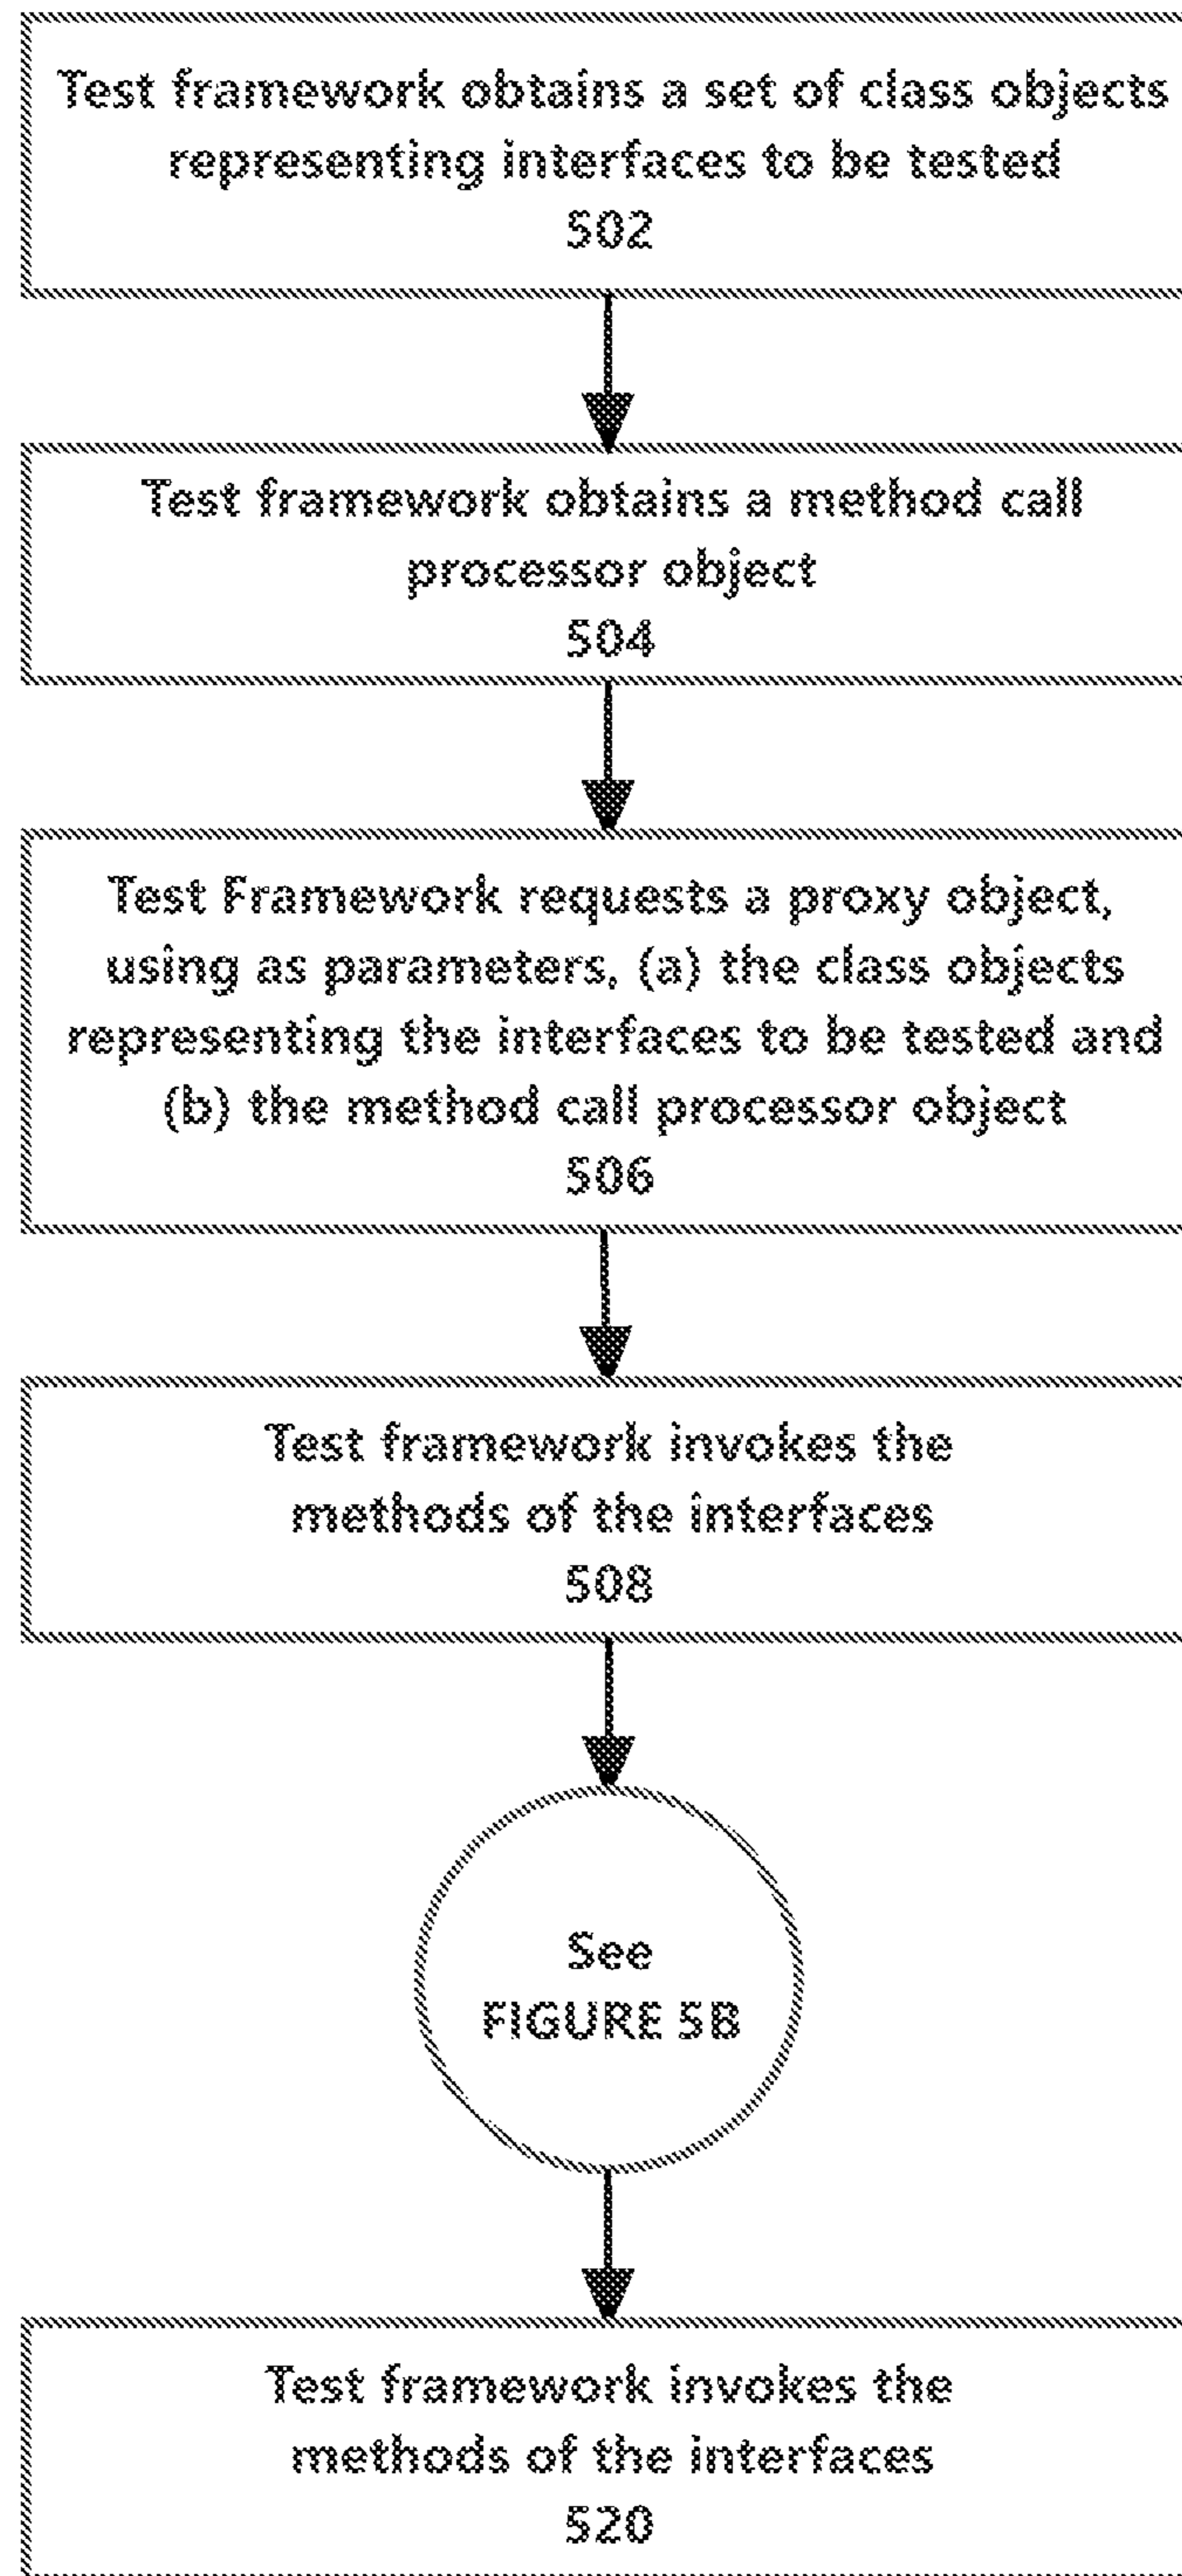 Test framework obtains a set of class objects
representing interfaces to be tested
502
Test framework obtains a method call
processor object
504
Test Framework requests a proxy object,
using as parameters, (a) the class objects
representing the interfaces to be tested and
(b) the method call processor object
506
Test framework invokes the
methods of the interfaces
508
See
FIGURE 5B
Test framework invokes the
methods of the interfaces
520